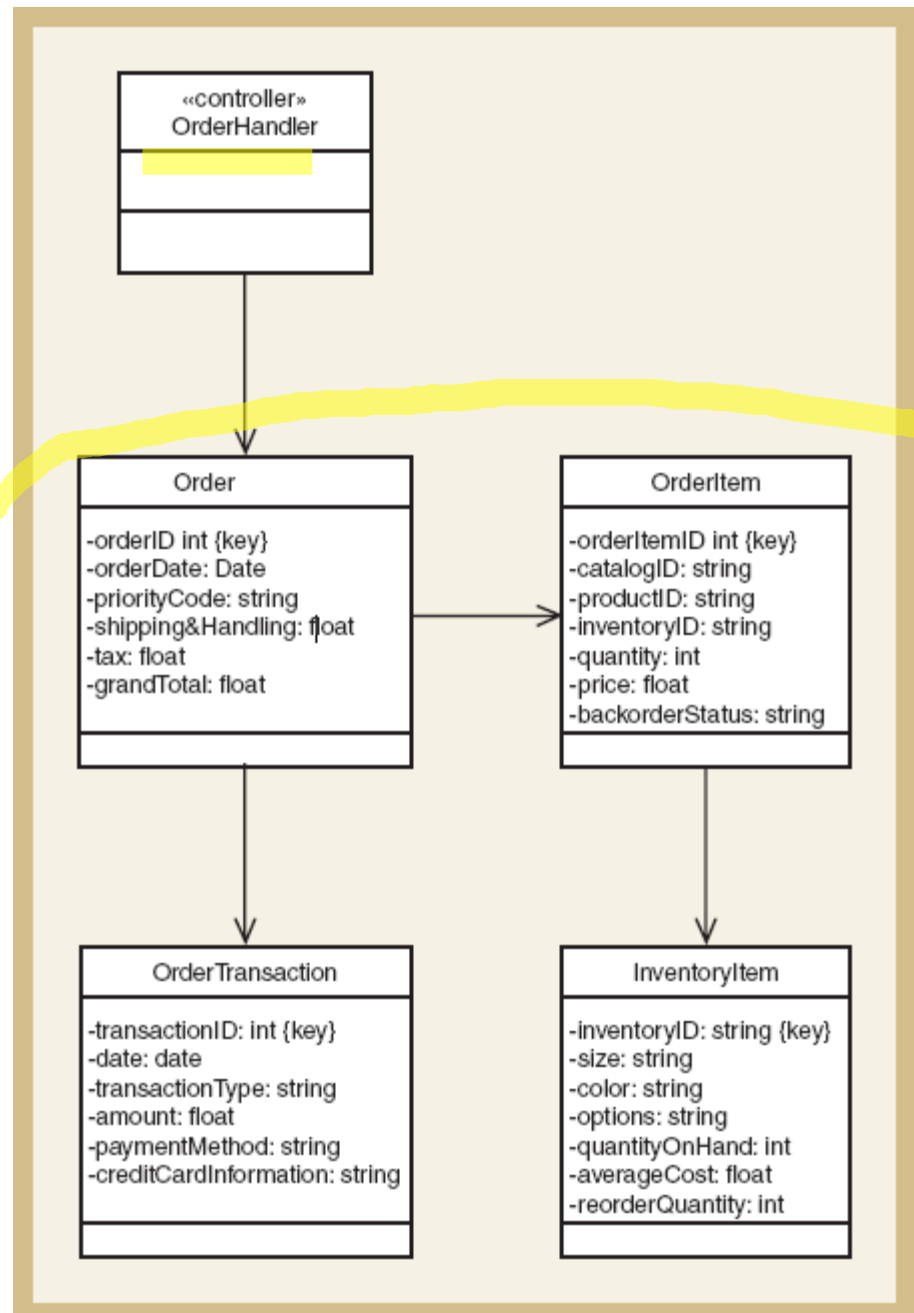 «controller»
OrderHandler
Order
-orderID int {key}
-orderDate: Date
-priorityCode: string
-shipping&Handling: float
-tax: float
-grandTotal: float
OrderItem
-orderItemID int {key}
-catalogID: string
-productID: string
-inventoryID: string
-quantity: int
-price: float
-backorderStatus: string
OrderTransaction
-transactionID: int {key}
-date: date
-transactionType: string
-amount: float
-paymentMethod: string
-creditCardInformation: string
InventoryItem
-inventoryID: string {key}
-size: string
-color: string
-options: string
-quantityOnHand: int
-averageCost: float
-reorderQuantity: int